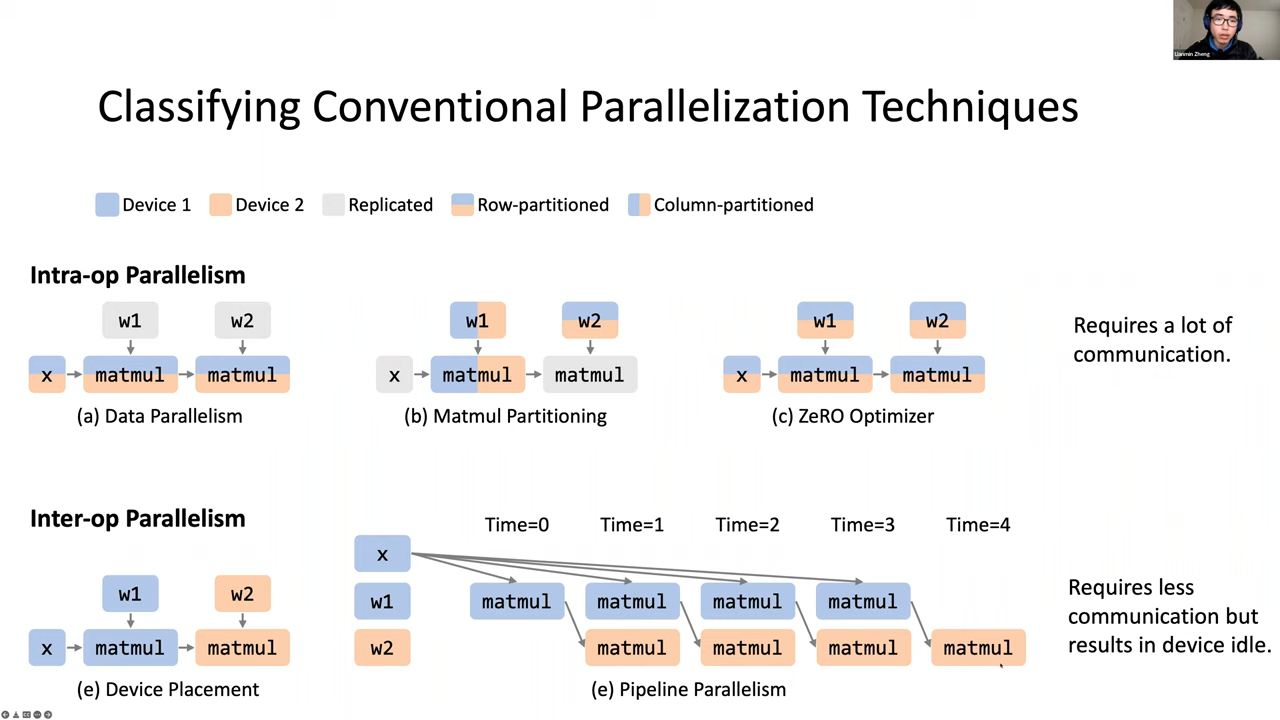 Lianmin Zheng
Classifying Conventional Parallelization Techniques
Device 1 Device 2 Replicated Row-partitioned Column-partitioned
Intra-op Parallelism
w1 w2
x matmul matmul
(a) Data Parallelism
w1 w2
x matmul matmul
(b) Matmul Partitioning
w1 w2
x matmul matmul
(c) ZeRO Optimizer
Requires a lot of
communication.
Inter-op Parallelism
w1 w2
x matmul matmul
(e) Device Placement
Time=0 Time=1 Time=2 Time=3 Time=4
x
w1 matmul matmul matmul matmul
w2 matmul matmul matmul matmul
(e) Pipeline Parallelism
Requires less
communication but
results in device idle.